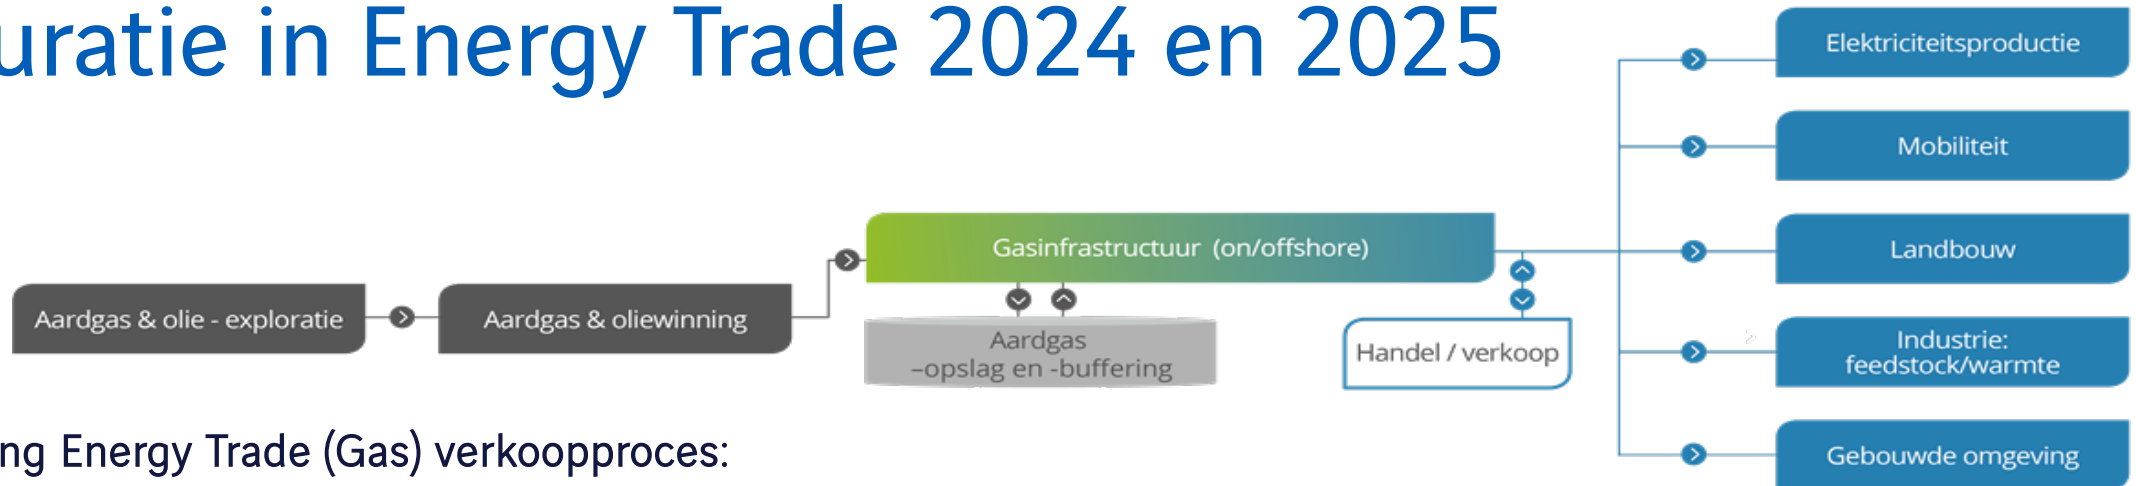 uratie in Energy Trade 2024 en 2025
Elektriciteitsproductie
Mobiliteit
Gasinfrastructuur (on/offshore)
Landbouw
Aardgas & olie - exploratie
Aardgas & oliewinning
Aardgas
–opslag en -buffering
Handel / verkoop
Industrie:
feedstock/warmte
Gebouwde omgeving
ng Energy Trade (Gas) verkoopproces: